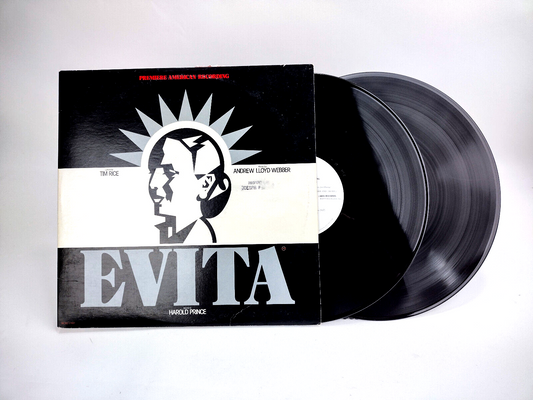 PREMIERE AMERICAN RECORDING
TIM RICE
ANDREW LLOYD WEBBER
EVITA®
HAROLD PRINCE